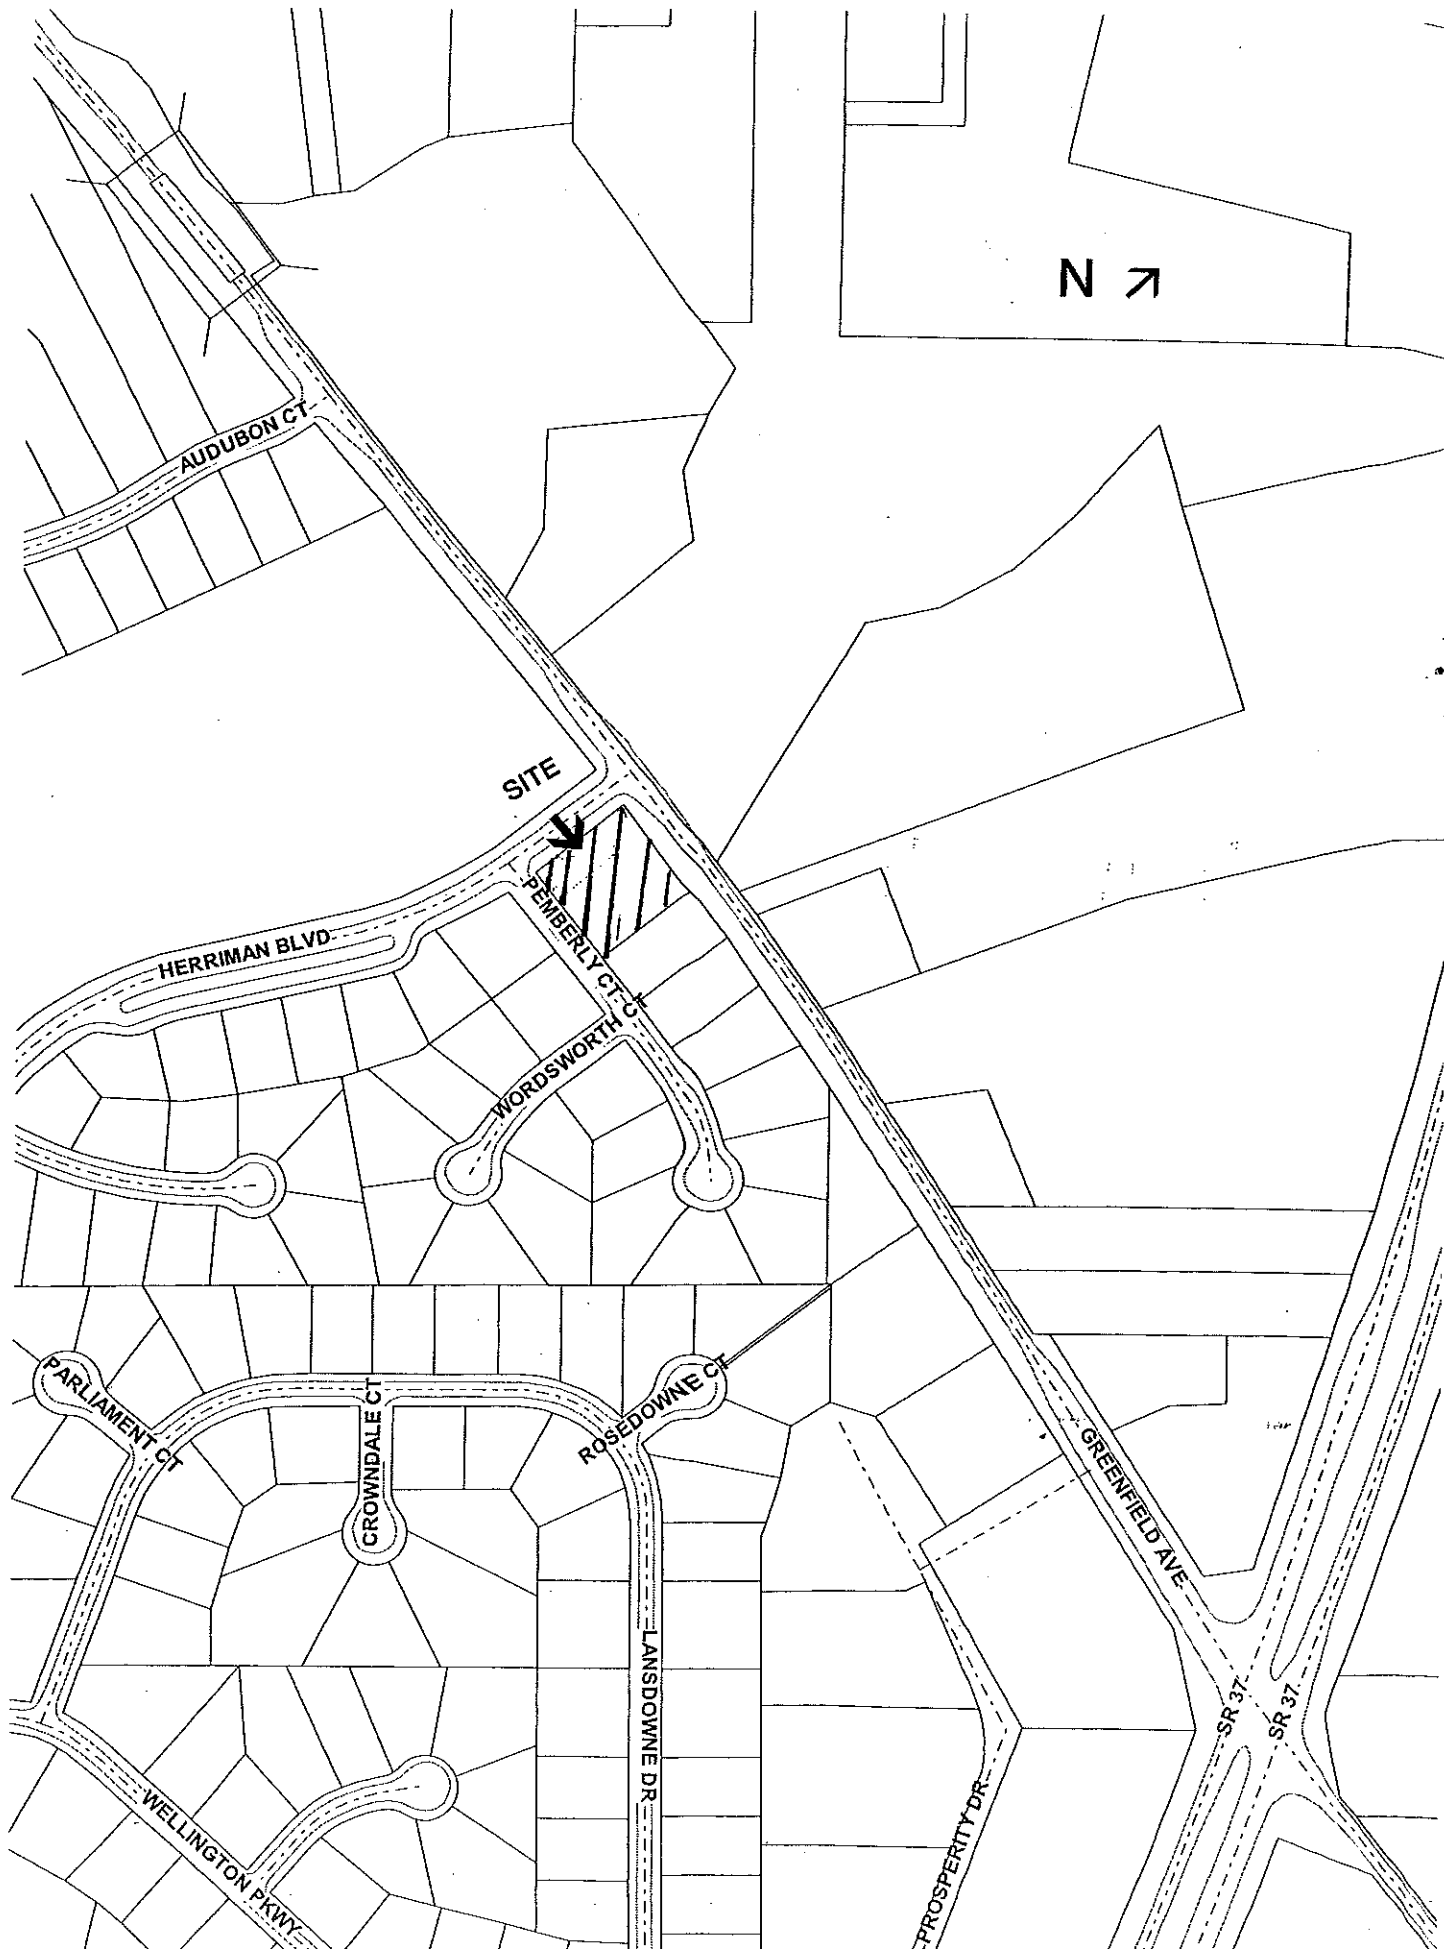 N
AUDUBON CT
SITE
PEMBERLY CT
HERRIMAN BLVD
WORDSWORTH CT
PARLIAMENT CT
CROWNDALE CT
ROSEDOWNE CT
GREENFIELD AVE
LANSDOWNE DR
SR 37
SR 37
WELLINGTON PKWY
PROSPERITY DR